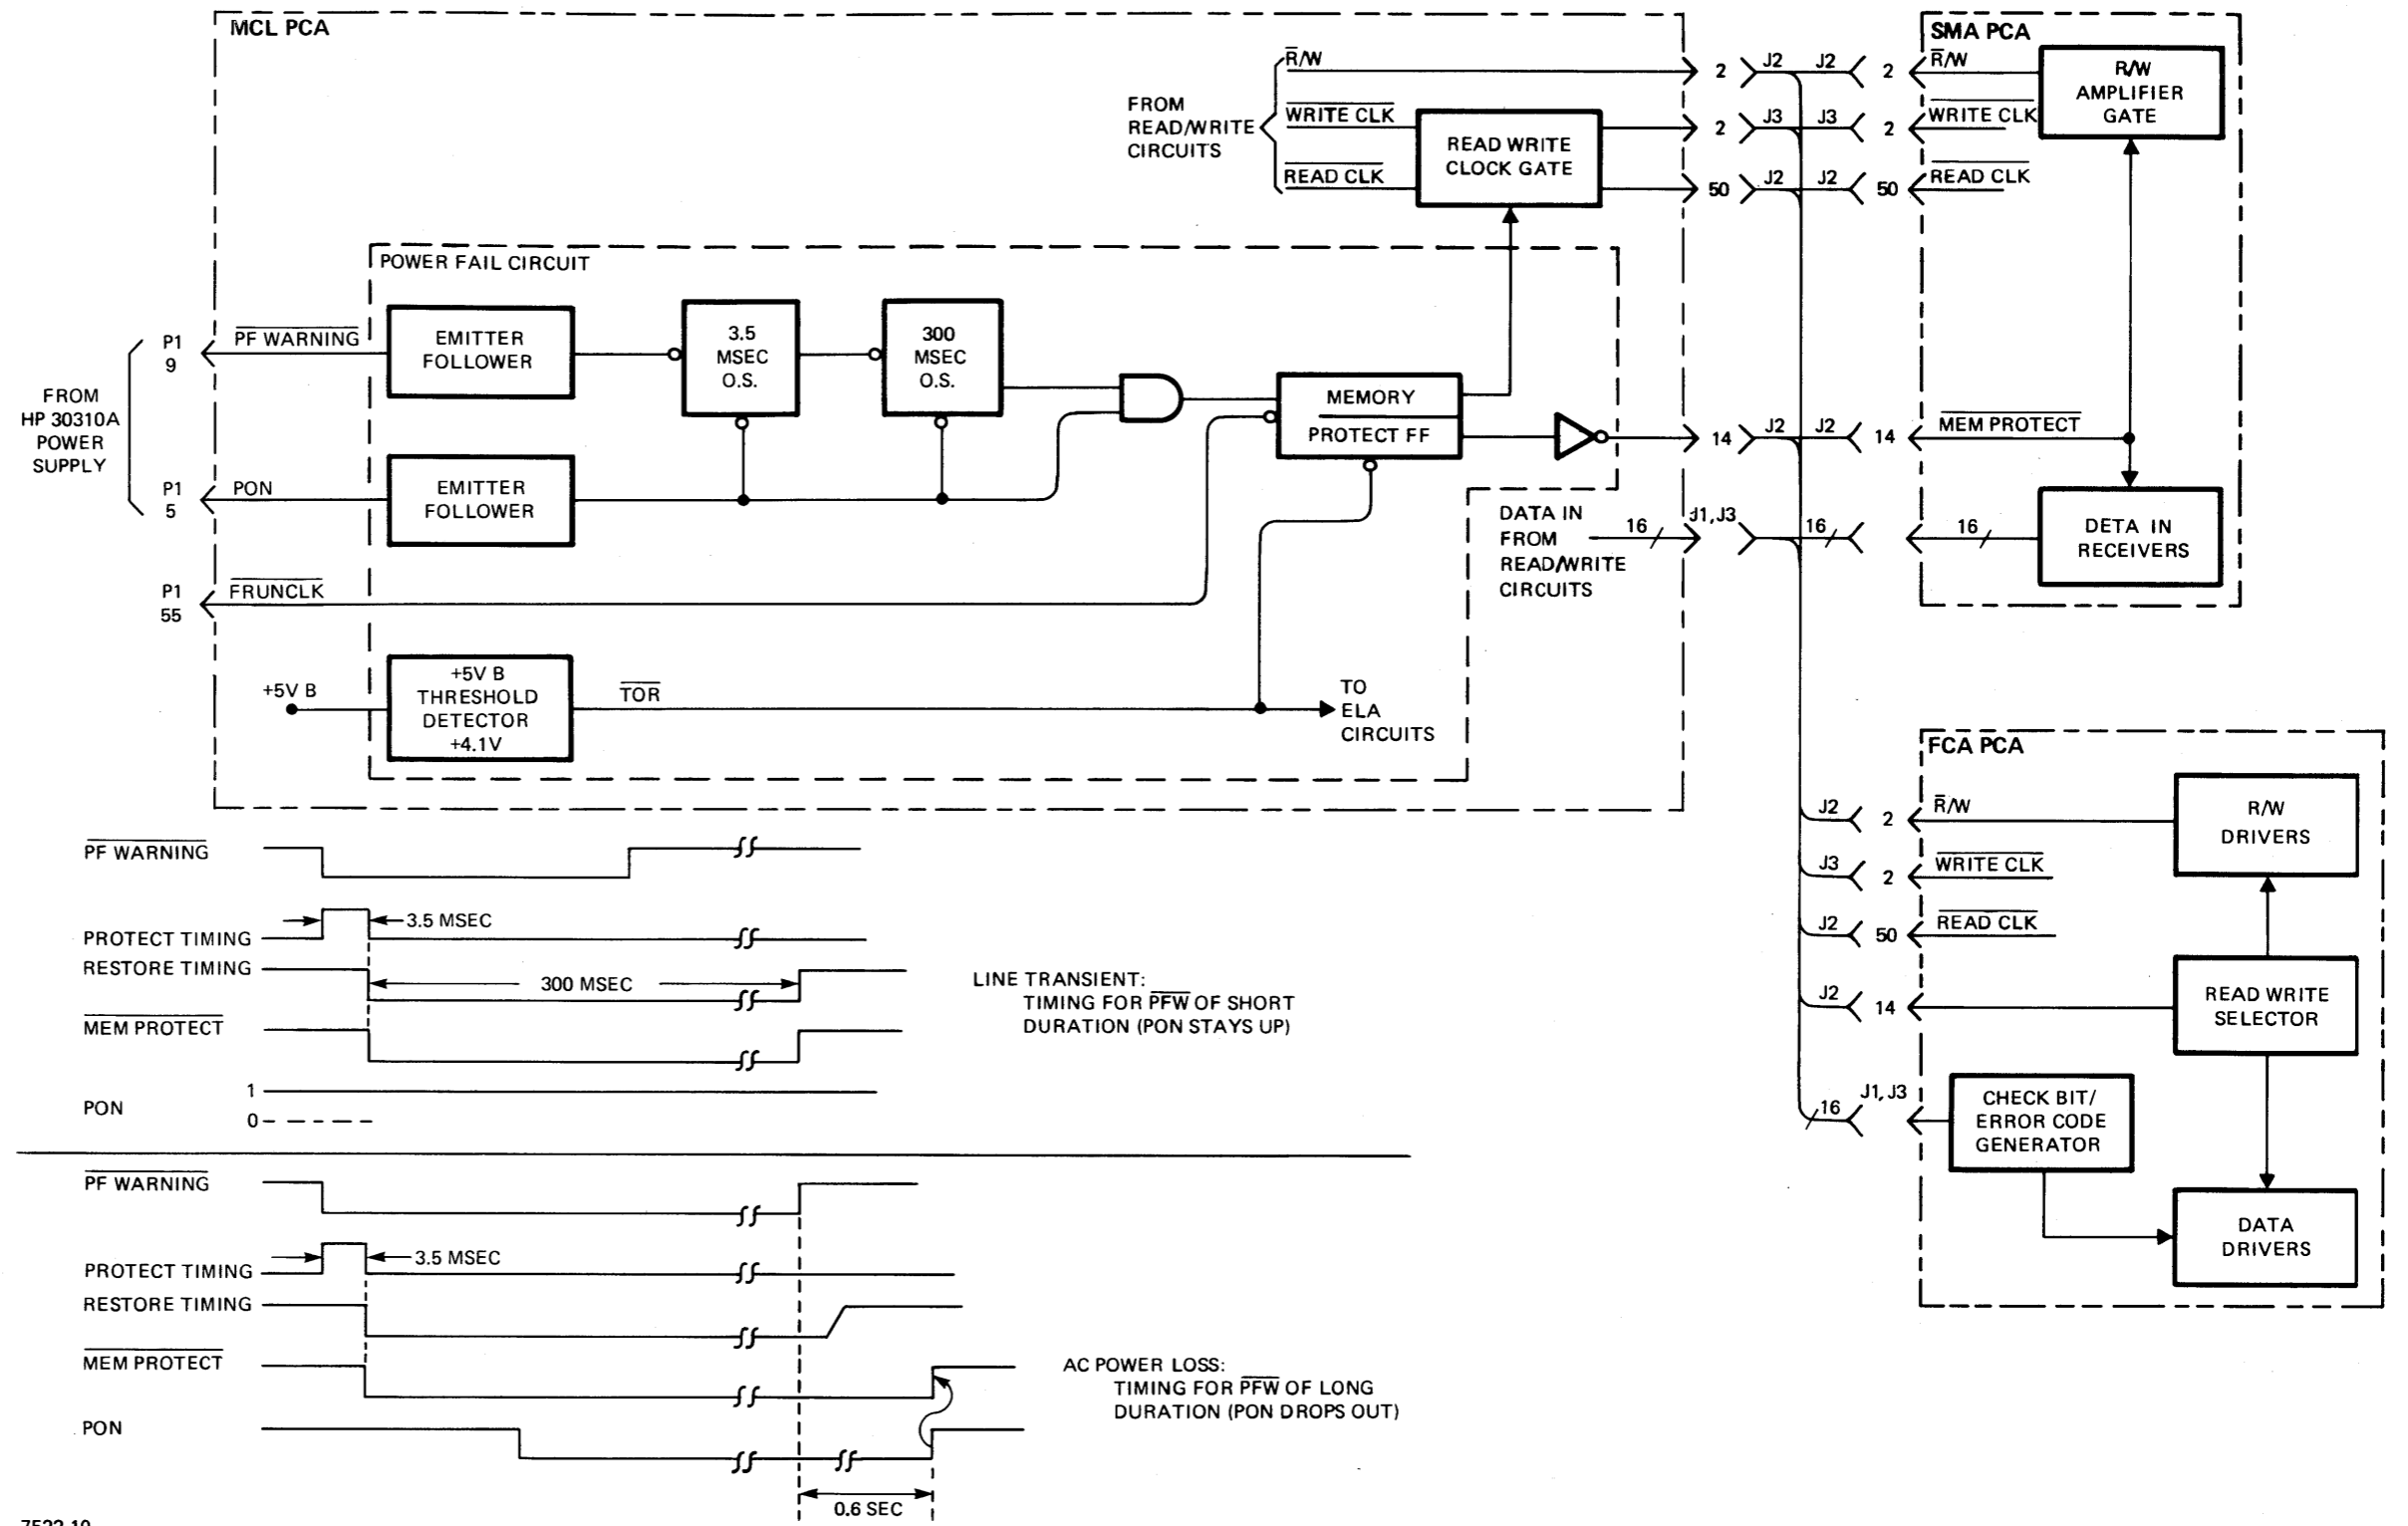 MCL PCA
R̅/W
FROM
READ/WRITE
CIRCUITS
WRITE CLK
READ CLK
READ WRITE
CLOCK GATE
2 J2 J2 2
2 J3 J3 2
50 J2 J2 50
SMA PCA
R̅/W
WRITE CLK
READ CLK
R/W
AMPLIFIER
GATE
POWER FAIL CIRCUIT
FROM
HP 30310A
POWER
SUPPLY
P1
9
PF WARNING
EMITTER
FOLLOWER
3.5
MSEC
O.S.
300
MSEC
O.S.
P1
5
PON
EMITTER
FOLLOWER
MEMORY
PROTECT FF
14 J2 J2 14
MEM PROTECT
P1
55
FRUNCLK
DATA IN
FROM
READ/WRITE
CIRCUITS
16 J1, J3 16 16
DETA IN
RECEIVERS
+5V B
+5V B
THRESHOLD
DETECTOR
+4.1V
TOR
TO
ELA
CIRCUITS
FCA PCA
J2 2 R̅/W
R/W
DRIVERS
J3 2 WRITE CLK
J2 50 READ CLK
J2 14
READ WRITE
SELECTOR
16 J1, J3
CHECK BIT/
ERROR CODE
GENERATOR
DATA
DRIVERS
PF WARNING
PROTECT TIMING
3.5 MSEC
RESTORE TIMING
300 MSEC
MEM PROTECT
PON
1
0
LINE TRANSIENT:
TIMING FOR PFW OF SHORT
DURATION (PON STAYS UP)
PF WARNING
PROTECT TIMING
3.5 MSEC
RESTORE TIMING
MEM PROTECT
PON
AC POWER LOSS:
TIMING FOR PFW OF LONG
DURATION (PON DROPS OUT)
0.6 SEC